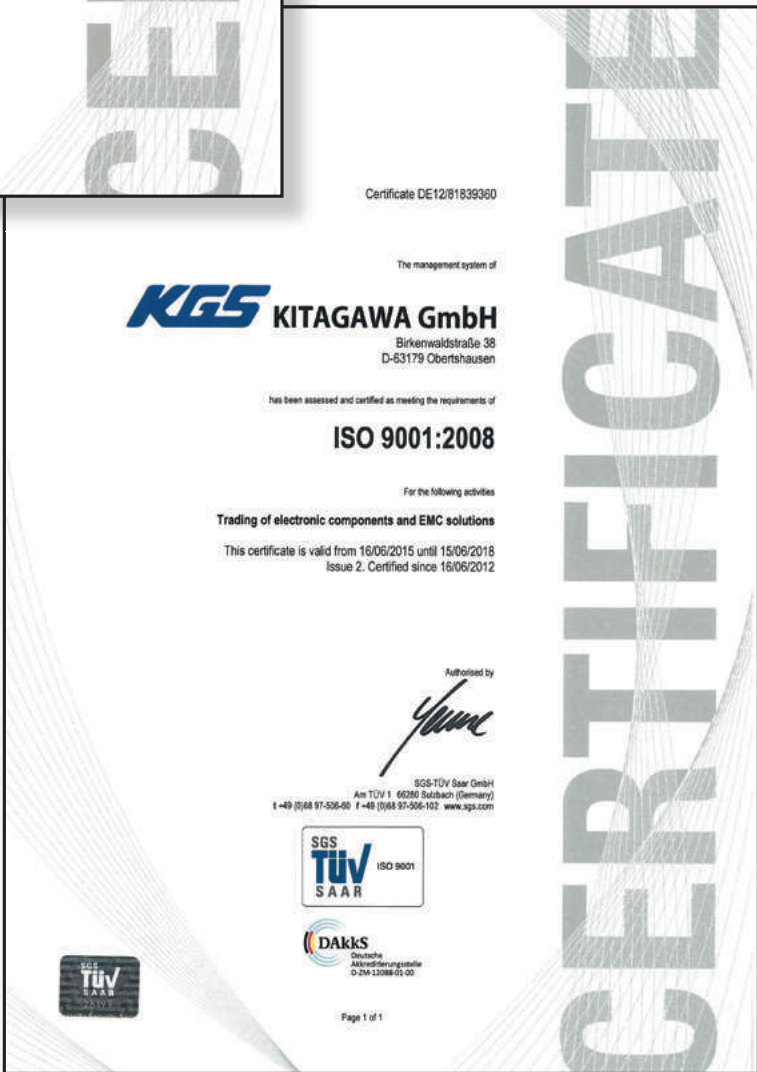 CE
Certificate DE12/81839360
The management system of
KGS KITAGAWA GmbH
Birkenwaldstraße 38
D-63179 Obertshausen
has been assessed and certified as meeting the requirements of
ISO 9001:2008
For the following activities
Trading of electronic components and EMC solutions
This certificate is valid from 16/06/2015 until 15/06/2018
Issue 2. Certified since 16/06/2012
Authorised by
SGS-TÜV Saar GmbH
Am TÜV 1 66280 Sulzbach (Germany)
t +49 (0)68 97-506-60 f +49 (0)68 97-506-102 www.sgs.com
SGS
TÜV
SAAR
ISO 9001
DAkkS
Deutsche
Akkreditierungsstelle
D-ZM-12088-01-00
SGS
TÜV
SAAR
Page 1 of 1
CERTIFICATE